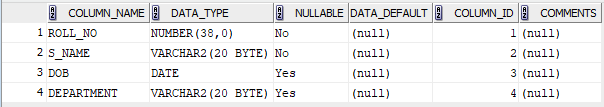 COLUMN_NAME DATA_TYPE NULLABLE DATA_DEFAULT COLUMN_ID COMMENTS
1 ROLL_NO NUMBER(38,0) No (null) 1 (null)
2 S_NAME VARCHAR2(20 BYTE) No (null) 2 (null)
3 DOB DATE Yes (null) 3 (null)
4 DEPARTMENT VARCHAR2(20 BYTE) Yes (null) 4 (null)